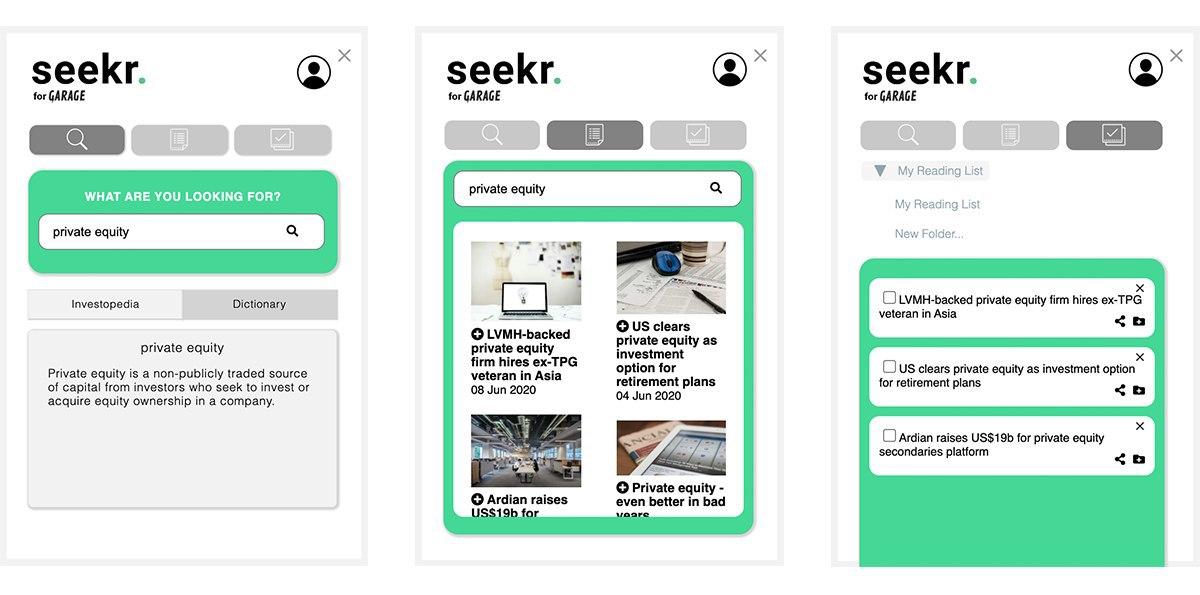 seekr.
for GARAGE
WHAT ARE YOU LOOKING FOR?
private equity
Investopedia
Dictionary
private equity
Private equity is a non-publicly traded source
of capital from investors who seek to invest or
acquire equity ownership in a company.
seekr.
for GARAGE
private equity
LVMH-backed
private equity
firm hires ex-TPG
veteran in Asia
08 Jun 2020
US clears
private equity as
investment
option for
retirement plans
04 Jun 2020
Ardian raises
US$19b for
Private equity -
even better in bad
years
seekr.
for GARAGE
My Reading List
My Reading List
New Folder...
LVMH-backed private equity firm hires ex-TPG
veteran in Asia
US clears private equity as investment option
for retirement plans
Ardian raises US$19b for private equity
secondaries platform